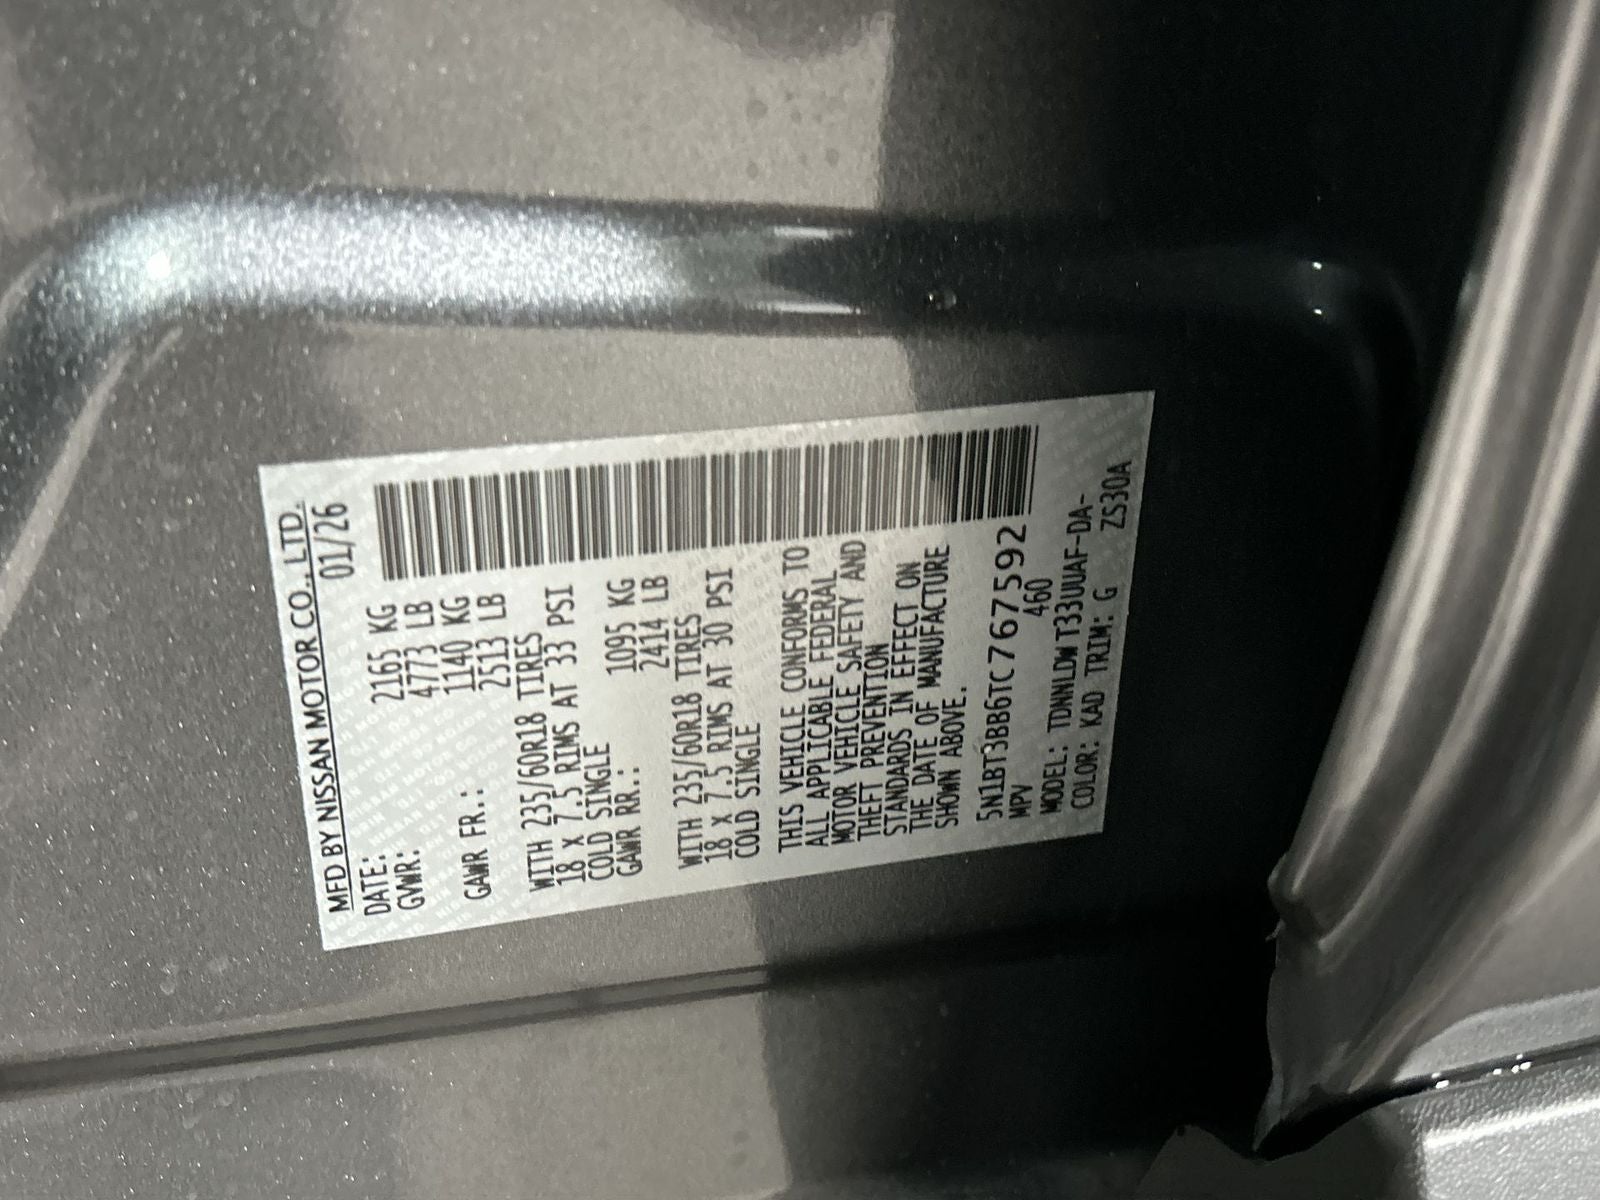 MFD BY NISSAN MOTOR CO., LTD.
DATE: 01/26
GVWR: 2165 KG
4773 LB
GAWR FR.: 1140 KG
2513 LB
WITH 235/60R18 TIRES
18 X 7.5 RIMS AT 33 PSI
COLD SINGLE
GAWR RR.: 1095 KG
2414 LB
WITH 235/60R18 TIRES
18 X 7.5 RIMS AT 30 PSI
COLD SINGLE
THIS VEHICLE CONFORMS TO
ALL APPLICABLE FEDERAL
MOTOR VEHICLE SAFETY AND
THEFT PREVENTION
STANDARDS IN EFFECT ON
THE DATE OF MANUFACTURE
SHOWN ABOVE.
5N1BT3BB6TC767592
MPV 460
MODEL: TDNNLDW T33UUAF-DA-
COLOR: KAD TRIM: G ZS30A